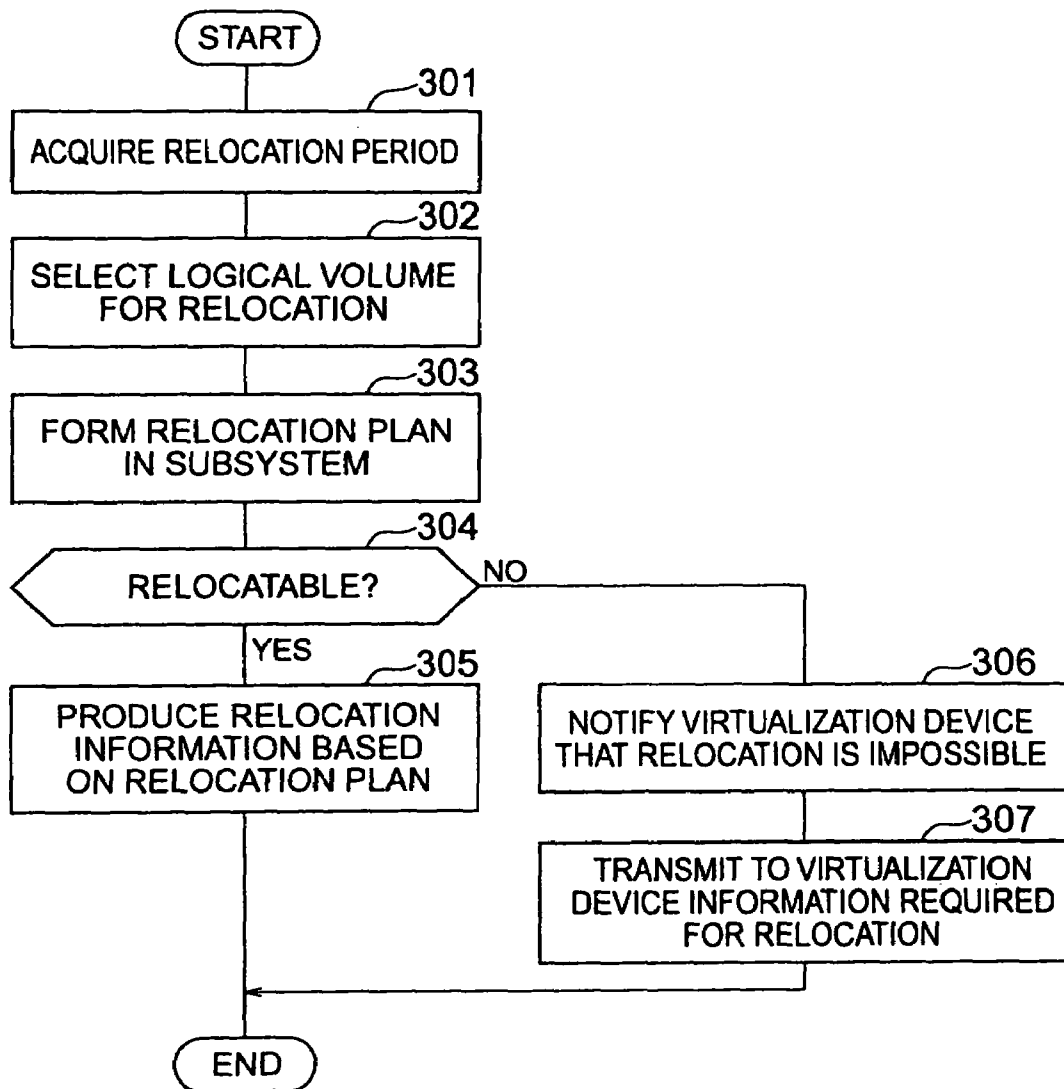 START
301
ACQUIRE RELOCATION PERIOD
302
SELECT LOGICAL VOLUME
FOR RELOCATION
303
FORM RELOCATION PLAN
IN SUBSYSTEM
304
RELOCATABLE?
NO
YES
305
PRODUCE RELOCATION
INFORMATION BASED
ON RELOCATION PLAN
306
NOTIFY VIRTUALIZATION DEVICE
THAT RELOCATION IS IMPOSSIBLE
307
TRANSMIT TO VIRTUALIZATION
DEVICE INFORMATION REQUIRED
FOR RELOCATION
END